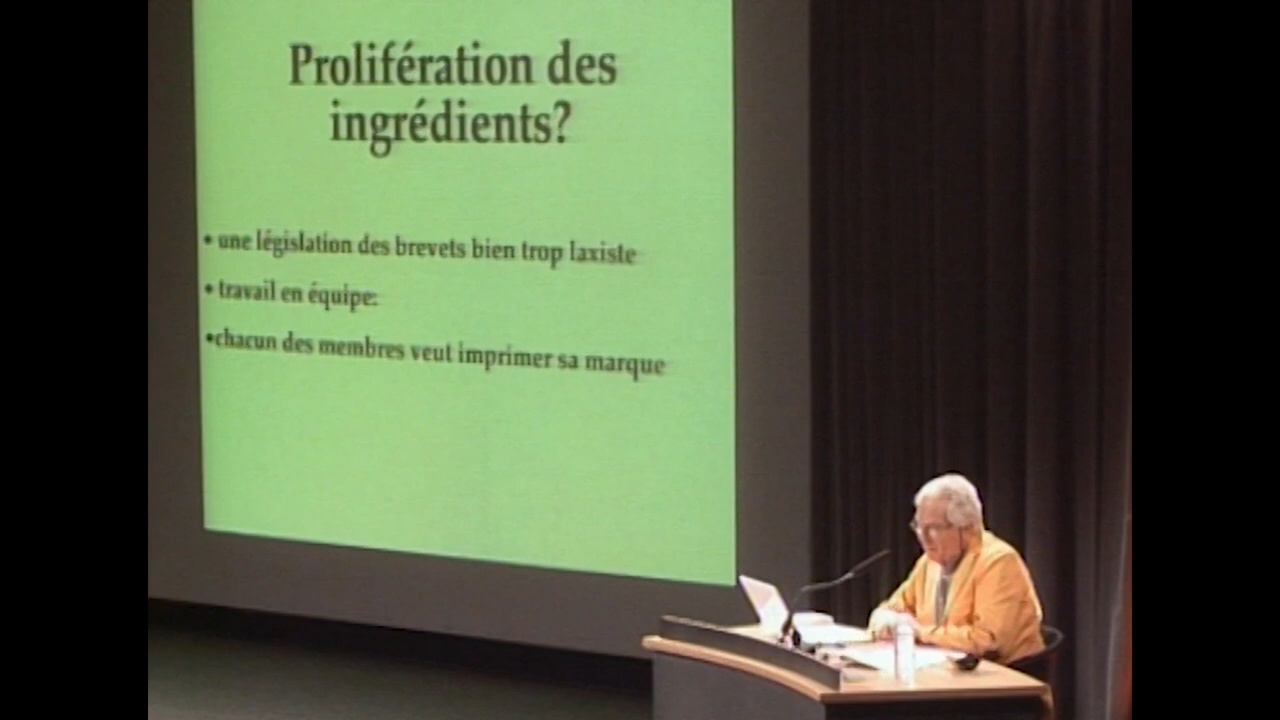 Prolifération des
ingrédients?
• une législation des brevets bien trop laxiste
• travail en équipe:
•chacun des membres veut imprimer sa marque